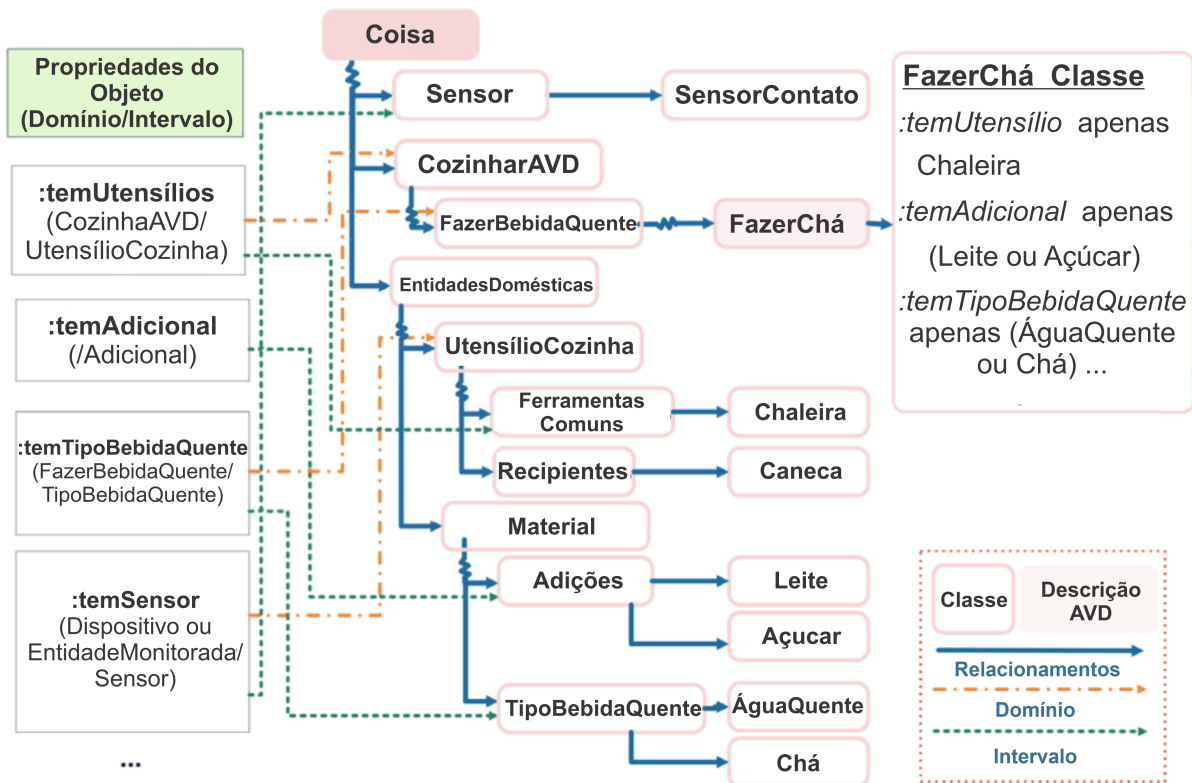 Propriedades do
Objeto
(Domínio/Intervalo)
:temUtensílios
(CozinhaAVD/
UtensílioCozinha)
:temAdicional
(/Adicional)
:temTipoBebidaQuente
(FazerBebidaQuente/
TipoBebidaQuente)
:temSensor
(Dispositivo ou
EntidadeMonitorada/
Sensor)
...
Coisa
Sensor
SensorContato
CozinharAVD
FazerBebidaQuente
FazerChá
EntidadesDomésticas
UtensílioCozinha
Ferramentas
Comuns
Chaleira
Recipientes
Caneca
Material
Adições
Leite
Açucar
TipoBebidaQuente
ÁguaQuente
Chá
FazerChá Classe
:temUtensílio apenas
Chaleira
:temAdicional apenas
(Leite ou Açúcar)
:temTipoBebidaQuente
apenas (ÁguaQuente
ou Chá) ...
Classe
Descrição
AVD
Relacionamentos
Domínio
Intervalo